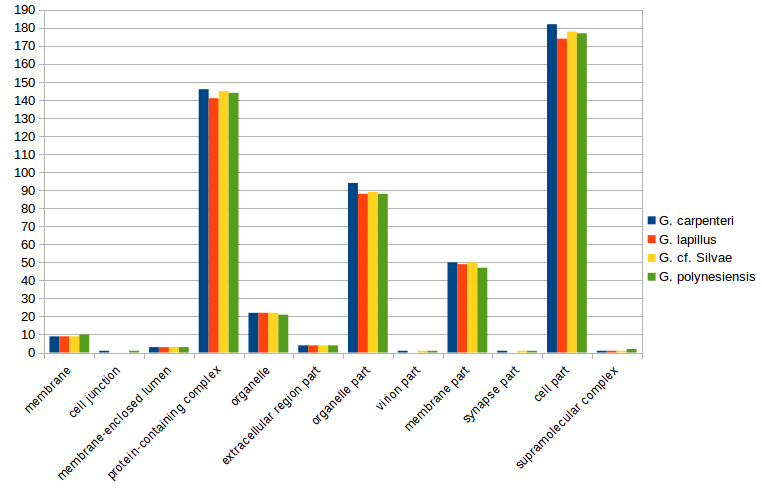 190
180
170
160
150
140
130
120
110
100
90
80
70
60
50
40
30
20
10
0
membrane
cell junction
membrane-enclosed lumen
protein-containing complex
organelle
extracellular region part
organelle part
virion part
membrane part
synapse part
cell part
supramolecular complex
G. carpenteri
G. lapillus
G. cf. Silvae
G. polynesiensis